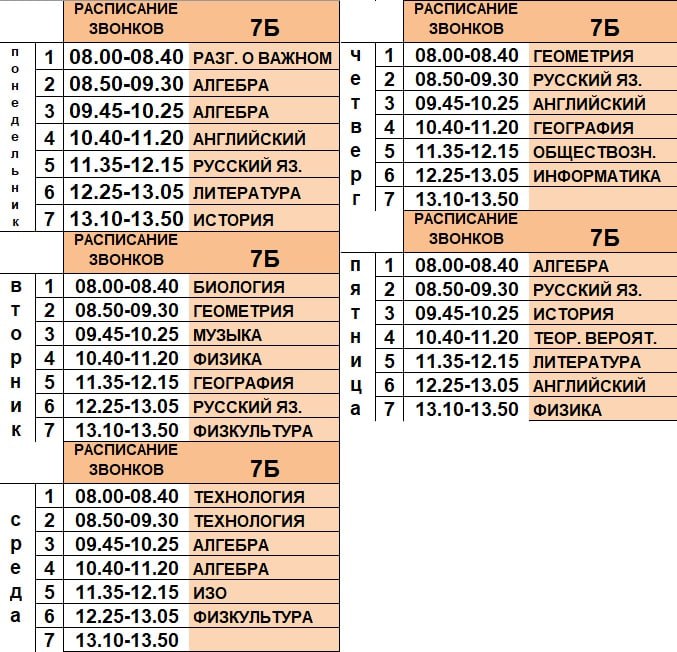 РАСПИСАНИЕ ЗВОНКОВ 7Б
понедельник
1 08.00-08.40 РАЗГ. О ВАЖНОМ
2 08.50-09.30 АЛГЕБРА
3 09.45-10.25 АЛГЕБРА
4 10.40-11.20 АНГЛИЙСКИЙ
5 11.35-12.15 РУССКИЙ ЯЗ.
6 12.25-13.05 ЛИТЕРАТУРА
7 13.10-13.50 ИСТОРИЯ
РАСПИСАНИЕ ЗВОНКОВ 7Б
вторник
1 08.00-08.40 БИОЛОГИЯ
2 08.50-09.30 ГЕОМЕТРИЯ
3 09.45-10.25 МУЗЫКА
4 10.40-11.20 ФИЗИКА
5 11.35-12.15 ГЕОГРАФИЯ
6 12.25-13.05 РУССКИЙ ЯЗ.
7 13.10-13.50 ФИЗКУЛЬТУРА
РАСПИСАНИЕ ЗВОНКОВ 7Б
среда
1 08.00-08.40 ТЕХНОЛОГИЯ
2 08.50-09.30 ТЕХНОЛОГИЯ
3 09.45-10.25 АЛГЕБРА
4 10.40-11.20 АЛГЕБРА
5 11.35-12.15 ИЗО
6 12.25-13.05 ФИЗКУЛЬТУРА
7 13.10-13.50
РАСПИСАНИЕ ЗВОНКОВ 7Б
четверг
1 08.00-08.40 ГЕОМЕТРИЯ
2 08.50-09.30 РУССКИЙ ЯЗ.
3 09.45-10.25 АНГЛИЙСКИЙ
4 10.40-11.20 ГЕОГРАФИЯ
5 11.35-12.15 ОБЩЕСТВОЗН.
6 12.25-13.05 ИНФОРМАТИКА
7 13.10-13.50
РАСПИСАНИЕ ЗВОНКОВ 7Б
пятница
1 08.00-08.40 АЛГЕБРА
2 08.50-09.30 РУССКИЙ ЯЗ.
3 09.45-10.25 ИСТОРИЯ
4 10.40-11.20 ТЕОР. ВЕРОЯТ.
5 11.35-12.15 ЛИТЕРАТУРА
6 12.25-13.05 АНГЛИЙСКИЙ
7 13.10-13.50 ФИЗИКА